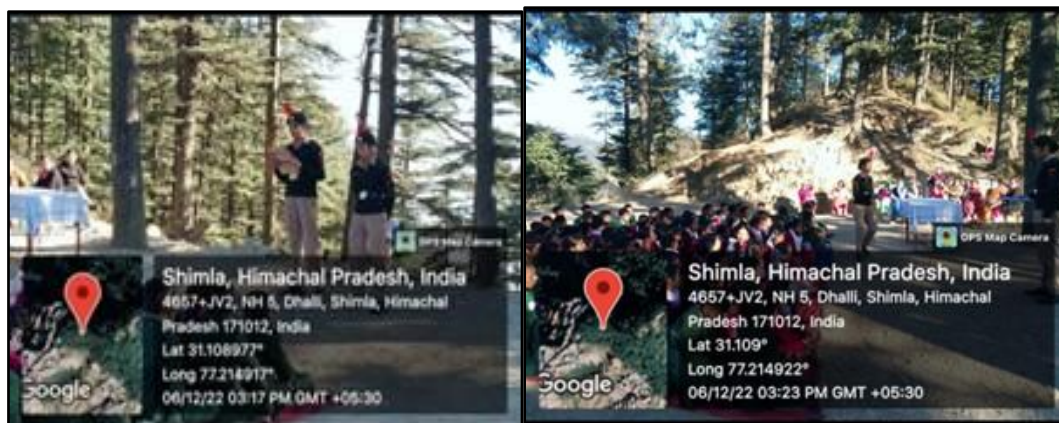 GPS Map Camera
Shimla, Himachal Pradesh, India
4657+JV2, NH 5, Dhalli, Shimla, Himachal
Pradesh 171012, India
Lat 31.108977°
Long 77.214917°
06/12/22 03:17 PM GMT +05:30
Google
GPS Map Camera
Shimla, Himachal Pradesh, India
4657+JV2, NH 5, Dhalli, Shimla, Himachal
Pradesh 171012, India
Lat 31.109°
Long 77.214922°
06/12/22 03:23 PM GMT +05:30
Google